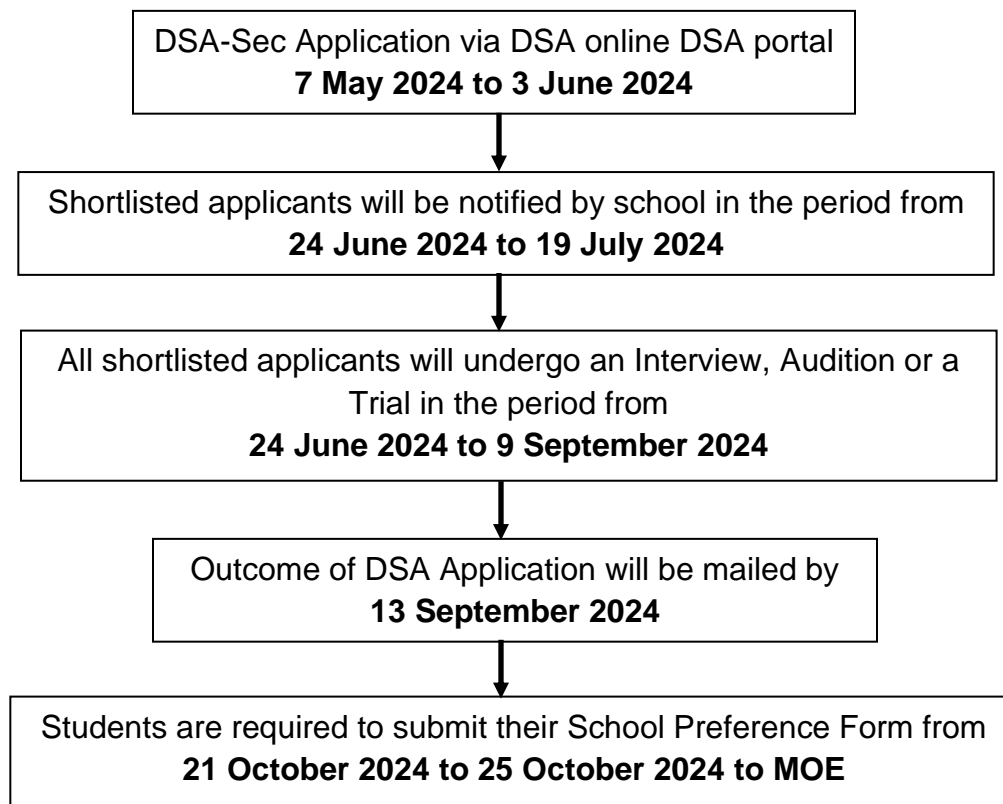 DSA-Sec Application via DSA online DSA portal
7 May 2024 to 3 June 2024
Shortlisted applicants will be notified by school in the period from
24 June 2024 to 19 July 2024
All shortlisted applicants will undergo an Interview, Audition or a
Trial in the period from
24 June 2024 to 9 September 2024
Outcome of DSA Application will be mailed by
13 September 2024
Students are required to submit their School Preference Form from
21 October 2024 to 25 October 2024 to MOE